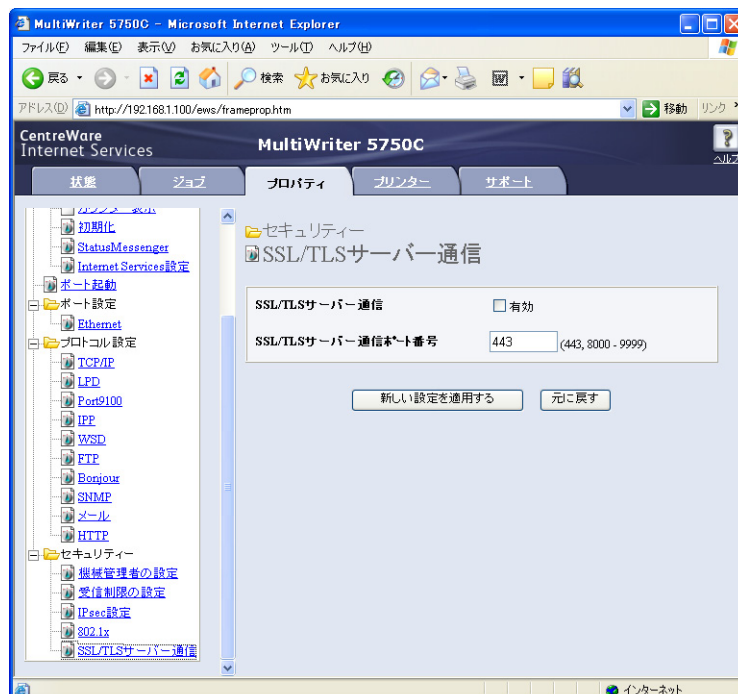 MultiWriter 5750C - Microsoft Internet Explorer
ファイル(F) 編集(E) 表示(V) お気に入り(A) ツール(T) ヘルプ(H)
戻る 検索 お気に入り
アドレス(D) http://192.168.1.100/ews/frameprop.htm 移動 リンク
CentreWare
Internet Services
MultiWriter 5750C
ヘルプ
状態 ジョブ プロパティ プリンター サポート
カウンター表示
初期化
StatusMessenger
Internet Services設定
ポート起動
ポート設定
Ethernet
プロトコル設定
TCP/IP
LPD
Port9100
IPP
WSD
FTP
Bonjour
SNMP
メール
HTTP
セキュリティー
機械管理者の設定
受信制限の設定
IPsec設定
802.1x
SSL/TLSサーバー通信
セキュリティー
SSL/TLSサーバー通信
SSL/TLSサーバー通信 有効
SSL/TLSサーバー通信ポート番号 443 (443, 8000 - 9999)
新しい設定を適用する 元に戻す
インターネット